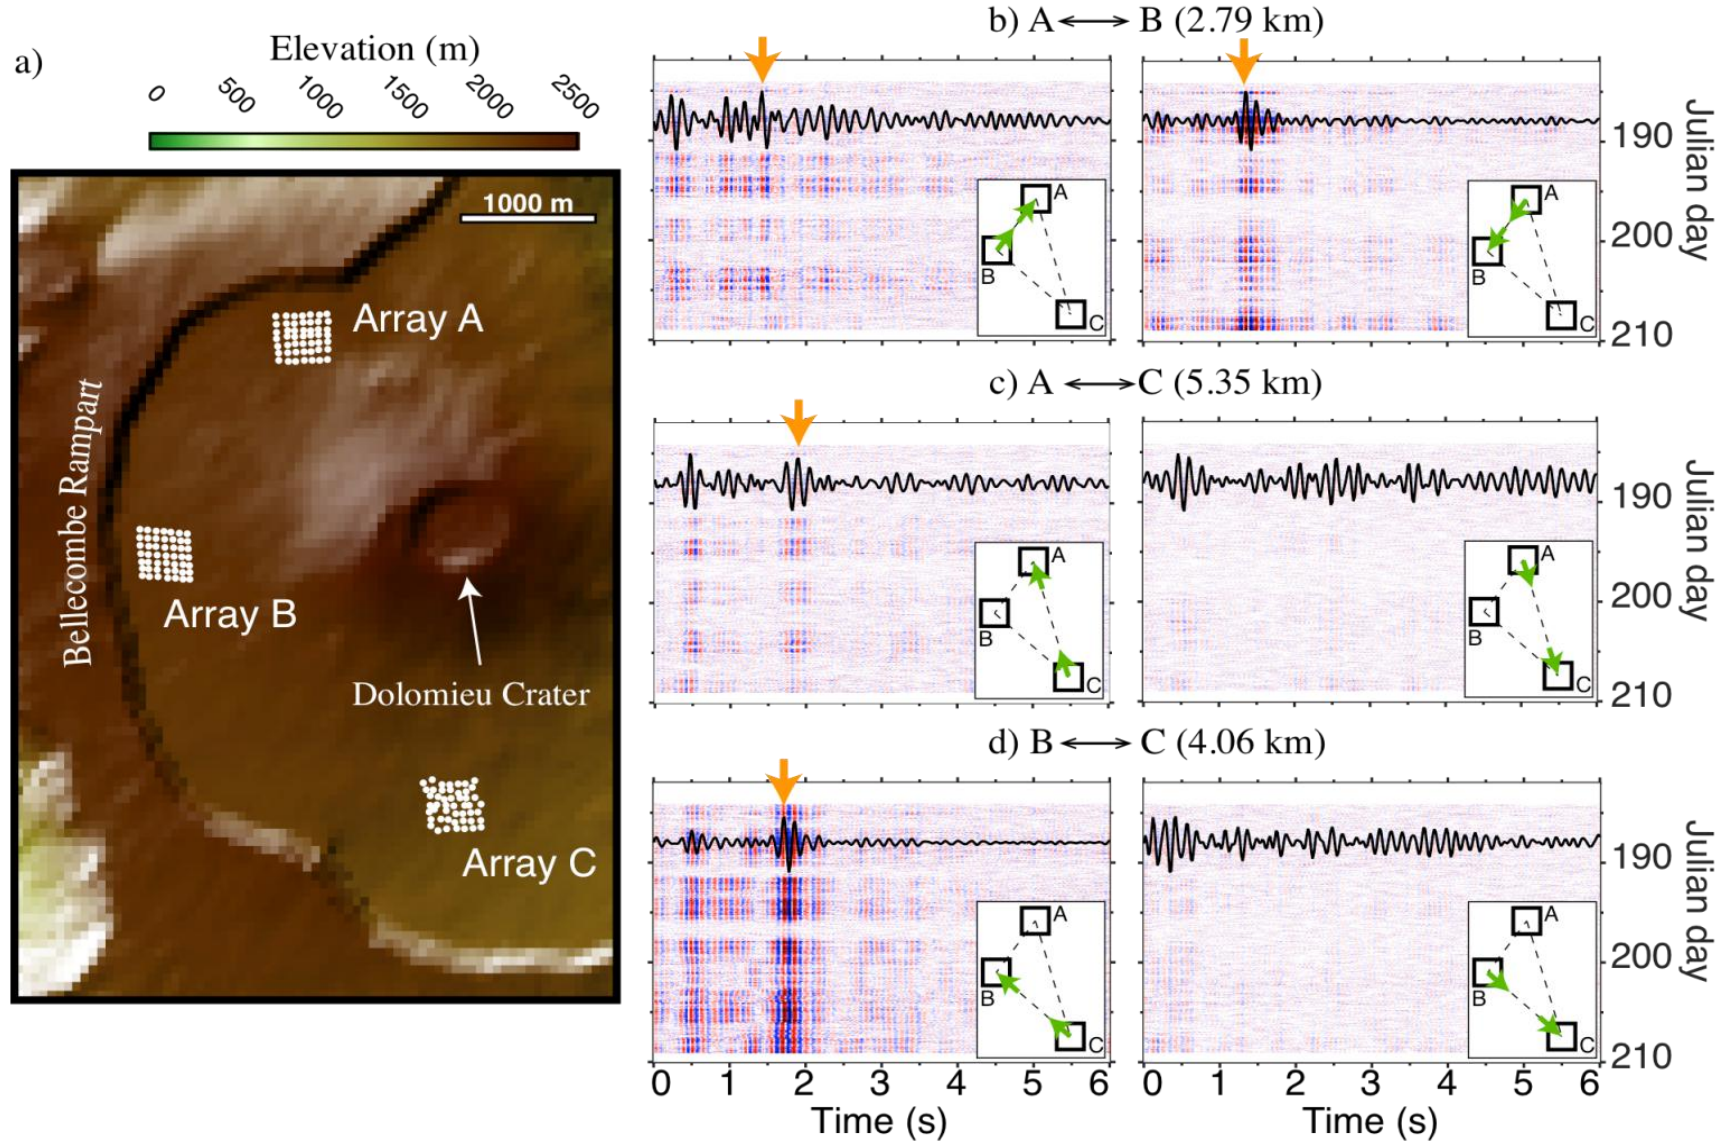 a)
Elevation (m)
0 500 1000 1500 2000 2500
1000 m
Array A
Bellecombe Rampart
Array B
Dolomieu Crater
Array C
b) A ⟷ B (2.79 km)
A
B
C
A
B
C
190
200
210
Julian day
c) A ⟷ C (5.35 km)
A
B
C
A
B
C
190
200
210
Julian day
d) B ⟷ C (4.06 km)
A
B
C
A
B
C
190
200
210
Julian day
0 1 2 3 4 5 6
Time (s)
0 1 2 3 4 5 6
Time (s)